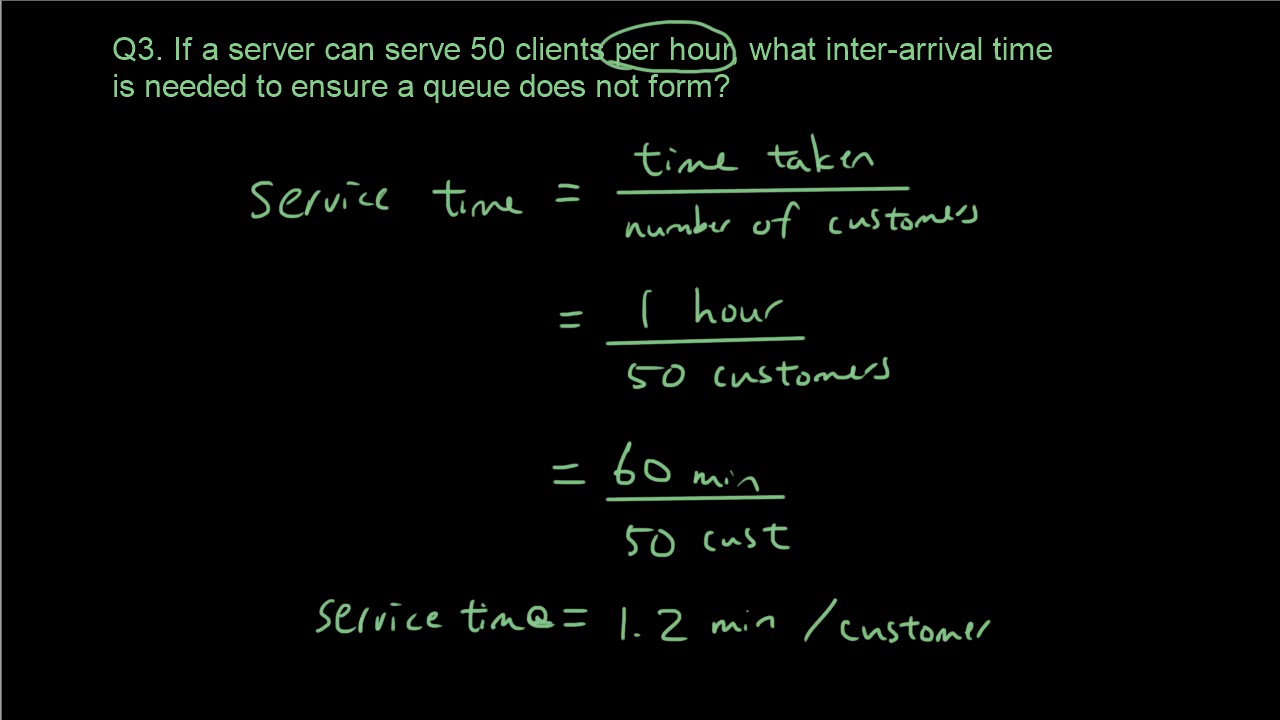 Q3. If a server can serve 50 clients per hour, what inter-arrival time
is needed to ensure a queue does not form?
service time = time taken / number of customers
= 1 hour / 50 customers
= 60 min / 50 cust
service time = 1.2 min / customer